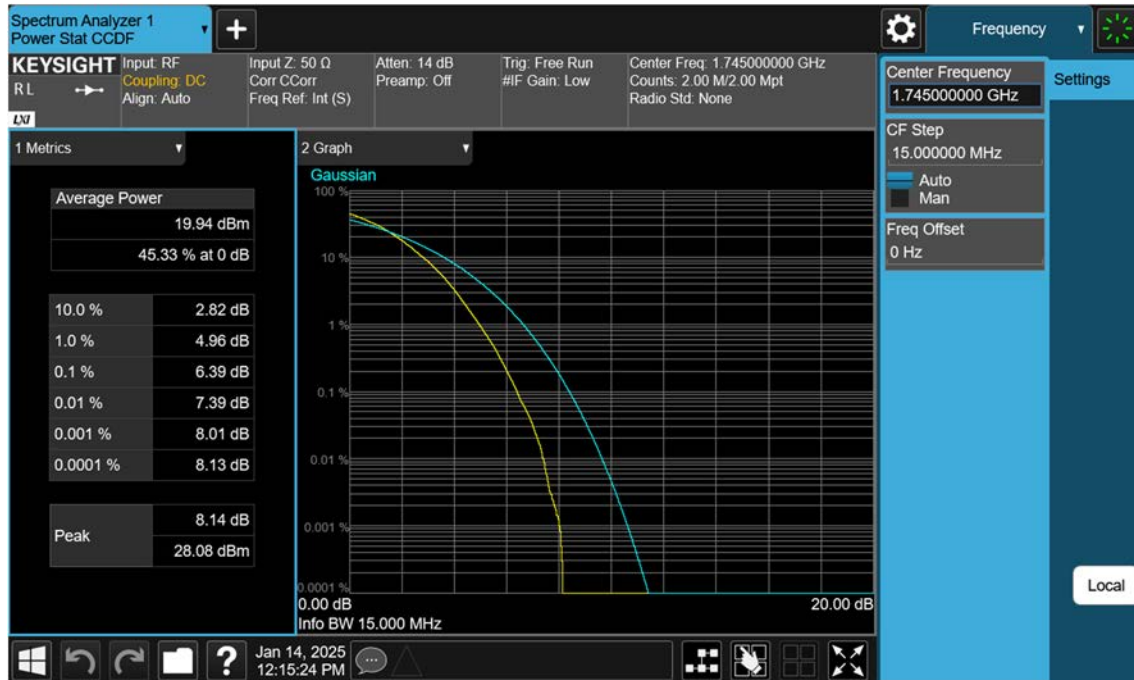 Spectrum Analyzer 1
Power Stat CCDF
Frequency
KEYSIGHT
R L
LXI
Input: RF
Coupling: DC
Align: Auto
Input Z: 50 Ω
Corr CCorr
Freq Ref: Int (S)
Atten: 14 dB
Preamp: Off
Trig: Free Run
#IF Gain: Low
Center Freq: 1.745000000 GHz
Counts: 2.00 M/2.00 Mpt
Radio Std: None
Center Frequency
1.745000000 GHz
Settings
CF Step
15.000000 MHz
Auto
Man
Freq Offset
0 Hz
1 Metrics
Average Power
19.94 dBm
45.33 % at 0 dB
10.0 % 2.82 dB
1.0 % 4.96 dB
0.1 % 6.39 dB
0.01 % 7.39 dB
0.001 % 8.01 dB
0.0001 % 8.13 dB
Peak
8.14 dB
28.08 dBm
2 Graph
Gaussian
100 %
10 %
1 %
0.1 %
0.01 %
0.001 %
0.0001 %
0.00 dB 20.00 dB
Info BW 15.000 MHz
Local
?
Jan 14, 2025
12:15:24 PM